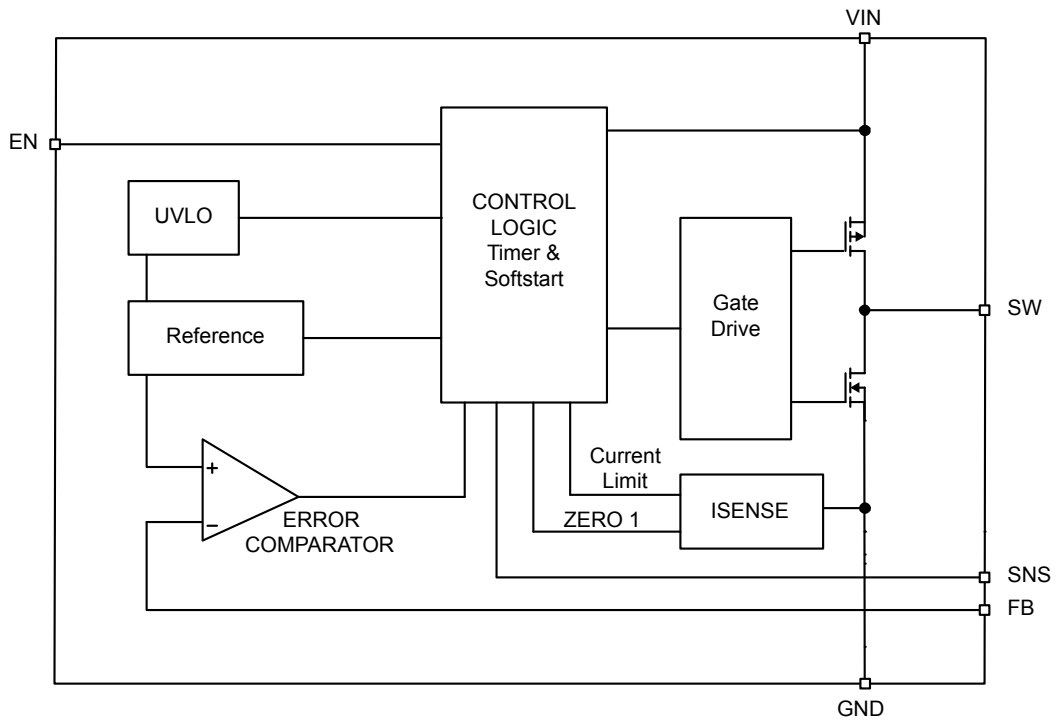 VIN
EN
UVLO
CONTROL
LOGIC
Timer &
Softstart
Gate
Drive
SW
Reference
+
−
ERROR
COMPARATOR
Current
Limit
ZERO 1
ISENSE
SNS
FB
GND